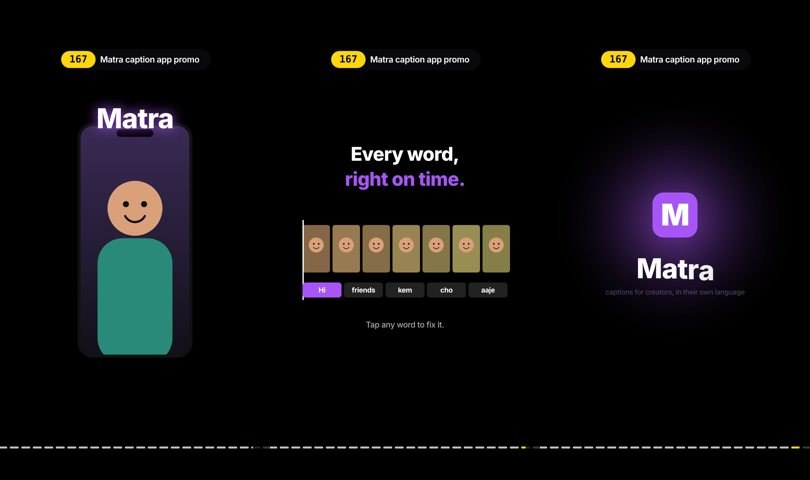 167 Matra caption app promo
Matra
167 Matra caption app promo
Every word,
right on time.
Hi friends kem cho aaje
Tap any word to fix it.
167 Matra caption app promo
M
Matra
captions for creators, in their own language